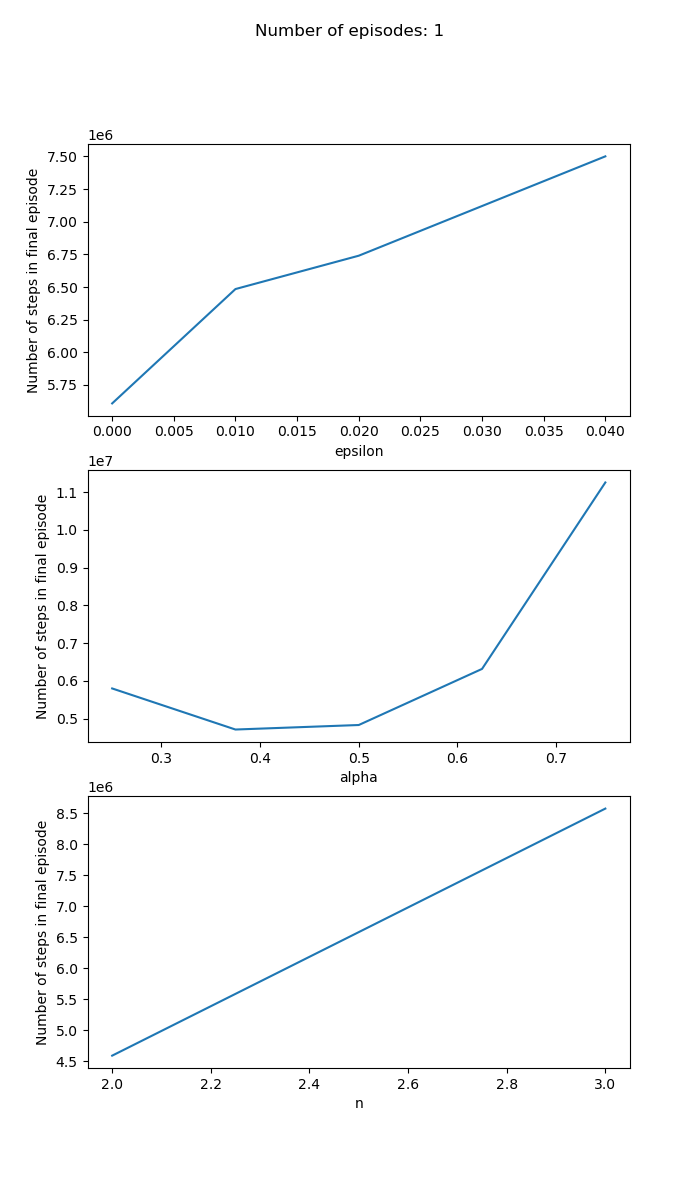 Number of episodes: 1
1e6
7.50
7.25
7.00
6.75
6.50
6.25
6.00
5.75
Number of steps in final episode
0.000 0.005 0.010 0.015 0.020 0.025 0.030 0.035 0.040
epsilon
1e7
1.1
1.0
0.9
0.8
0.7
0.6
0.5
Number of steps in final episode
0.3 0.4 0.5 0.6 0.7
alpha
1e6
8.5
8.0
7.5
7.0
6.5
6.0
5.5
5.0
4.5
Number of steps in final episode
2.0 2.2 2.4 2.6 2.8 3.0
n